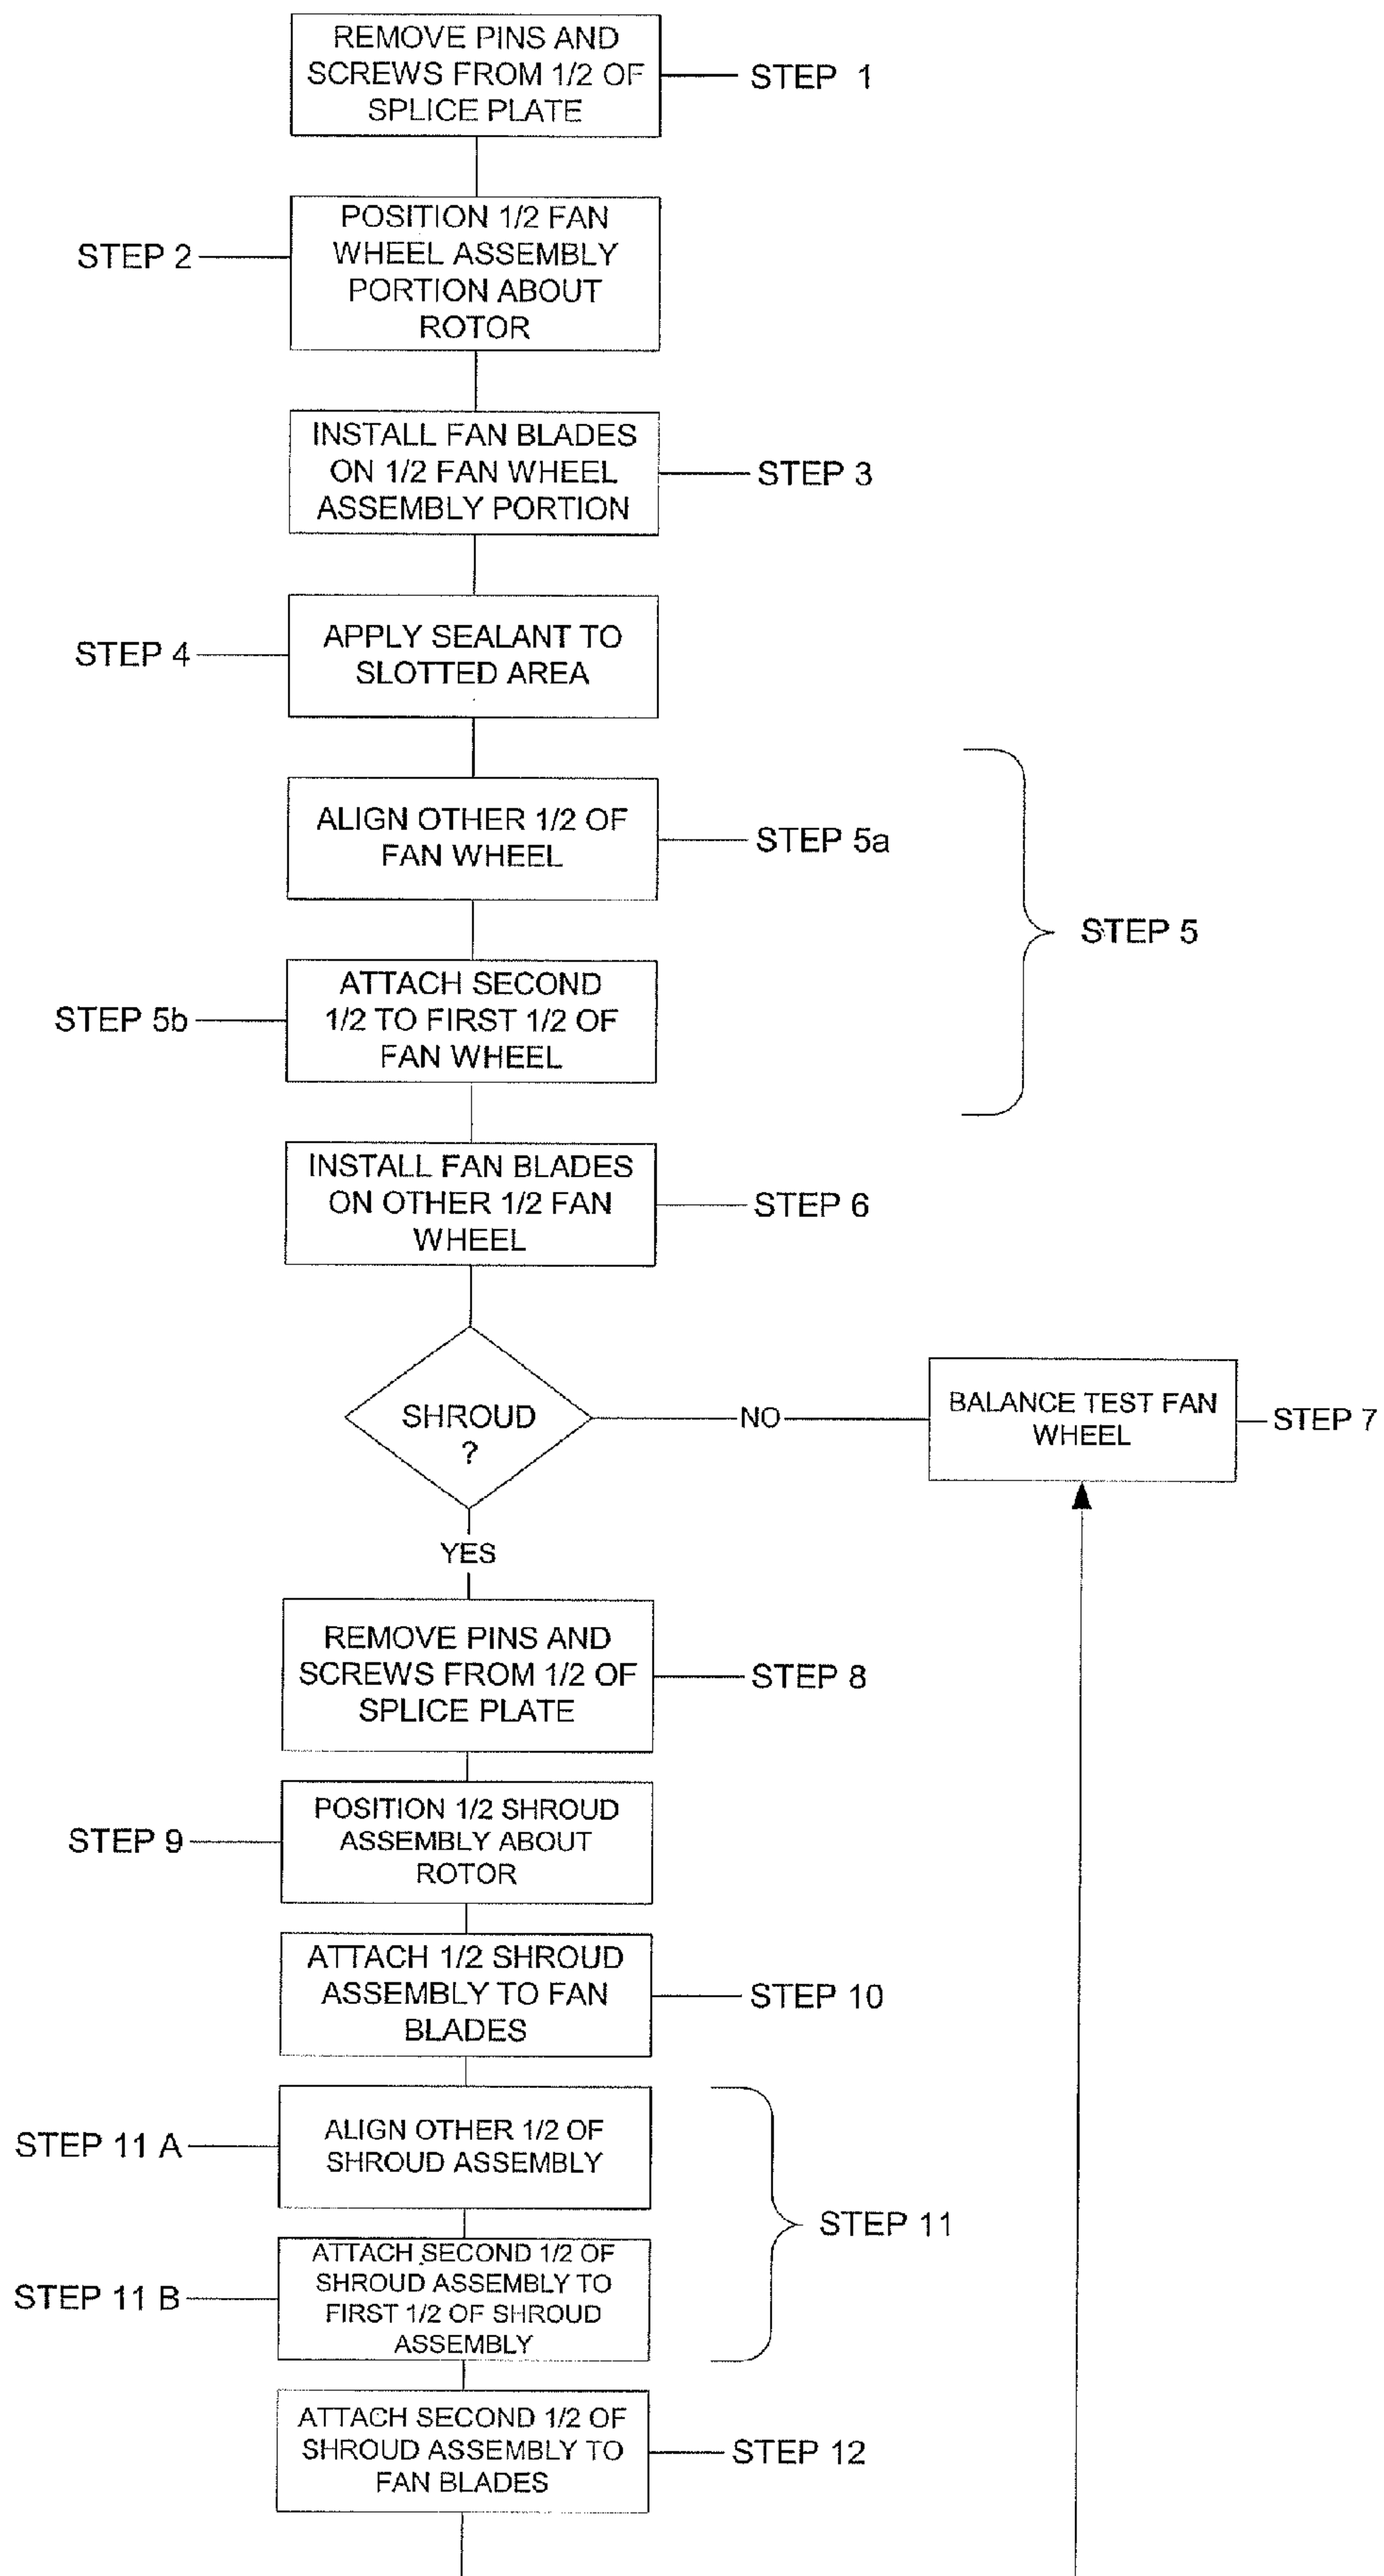 REMOVE PINS AND
SCREWS FROM 1/2 OF
SPLICE PLATE
STEP 1
POSITION 1/2 FAN
WHEEL ASSEMBLY
PORTION ABOUT
ROTOR
STEP 2
INSTALL FAN BLADES
ON 1/2 FAN WHEEL
ASSEMBLY PORTION
STEP 3
APPLY SEALANT TO
SLOTTED AREA
STEP 4
ALIGN OTHER 1/2 OF
FAN WHEEL
STEP 5a
STEP 5
ATTACH SECOND
1/2 TO FIRST 1/2 OF
FAN WHEEL
STEP 5b
INSTALL FAN BLADES
ON OTHER 1/2 FAN
WHEEL
STEP 6
SHROUD
?
NO
BALANCE TEST FAN
WHEEL
STEP 7
YES
REMOVE PINS AND
SCREWS FROM 1/2 OF
SPLICE PLATE
STEP 8
POSITION 1/2 SHROUD
ASSEMBLY ABOUT
ROTOR
STEP 9
ATTACH 1/2 SHROUD
ASSEMBLY TO FAN
BLADES
STEP 10
ALIGN OTHER 1/2 OF
SHROUD ASSEMBLY
STEP 11 A
STEP 11
ATTACH SECOND 1/2 OF
SHROUD ASSEMBLY TO
FIRST 1/2 OF SHROUD
ASSEMBLY
STEP 11 B
ATTACH SECOND 1/2 OF
SHROUD ASSEMBLY TO
FAN BLADES
STEP 12